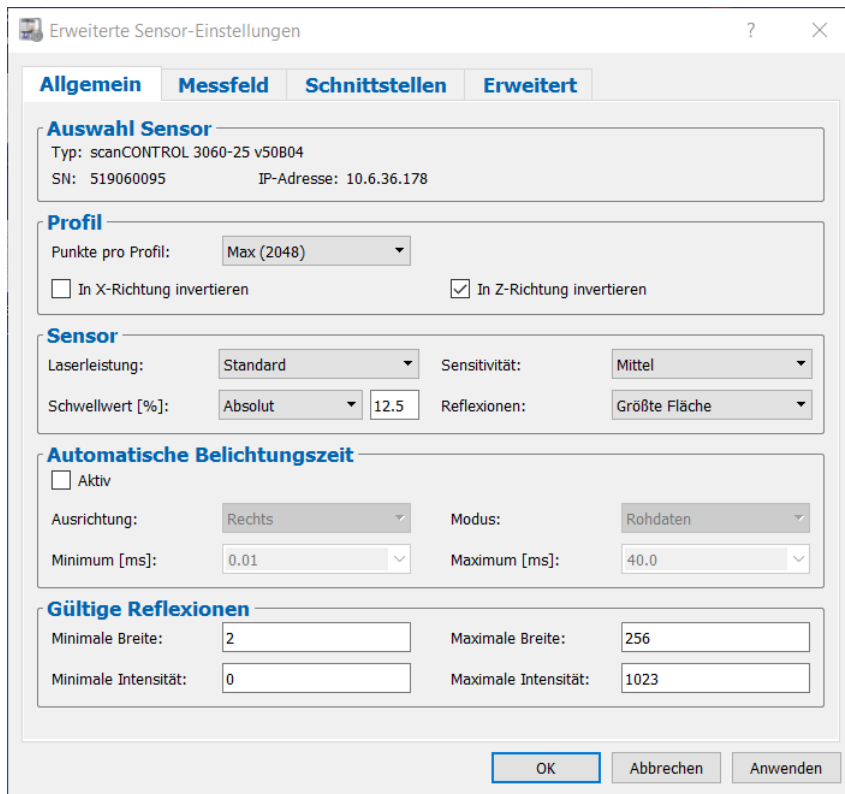 Erweiterte Sensor-Einstellungen
Allgemein Messfeld Schnittstellen Erweitert
Auswahl Sensor
Typ: scanCONTROL 3060-25 v50B04
SN: 519060095 IP-Adresse: 10.6.36.178
Profil
Punkte pro Profil: Max (2048)
In X-Richtung invertieren In Z-Richtung invertieren
Sensor
Laserleistung: Standard Sensitivität: Mittel
Schwellwert [%]: Absolut 12.5 Reflexionen: Größte Fläche
Automatische Belichtungszeit
Aktiv
Ausrichtung: Rechts Modus: Rohdaten
Minimum [ms]: 0.01 Maximum [ms]: 40.0
Gültige Reflexionen
Minimale Breite: 2 Maximale Breite: 256
Minimale Intensität: 0 Maximale Intensität: 1023
OK Abbrechen Anwenden